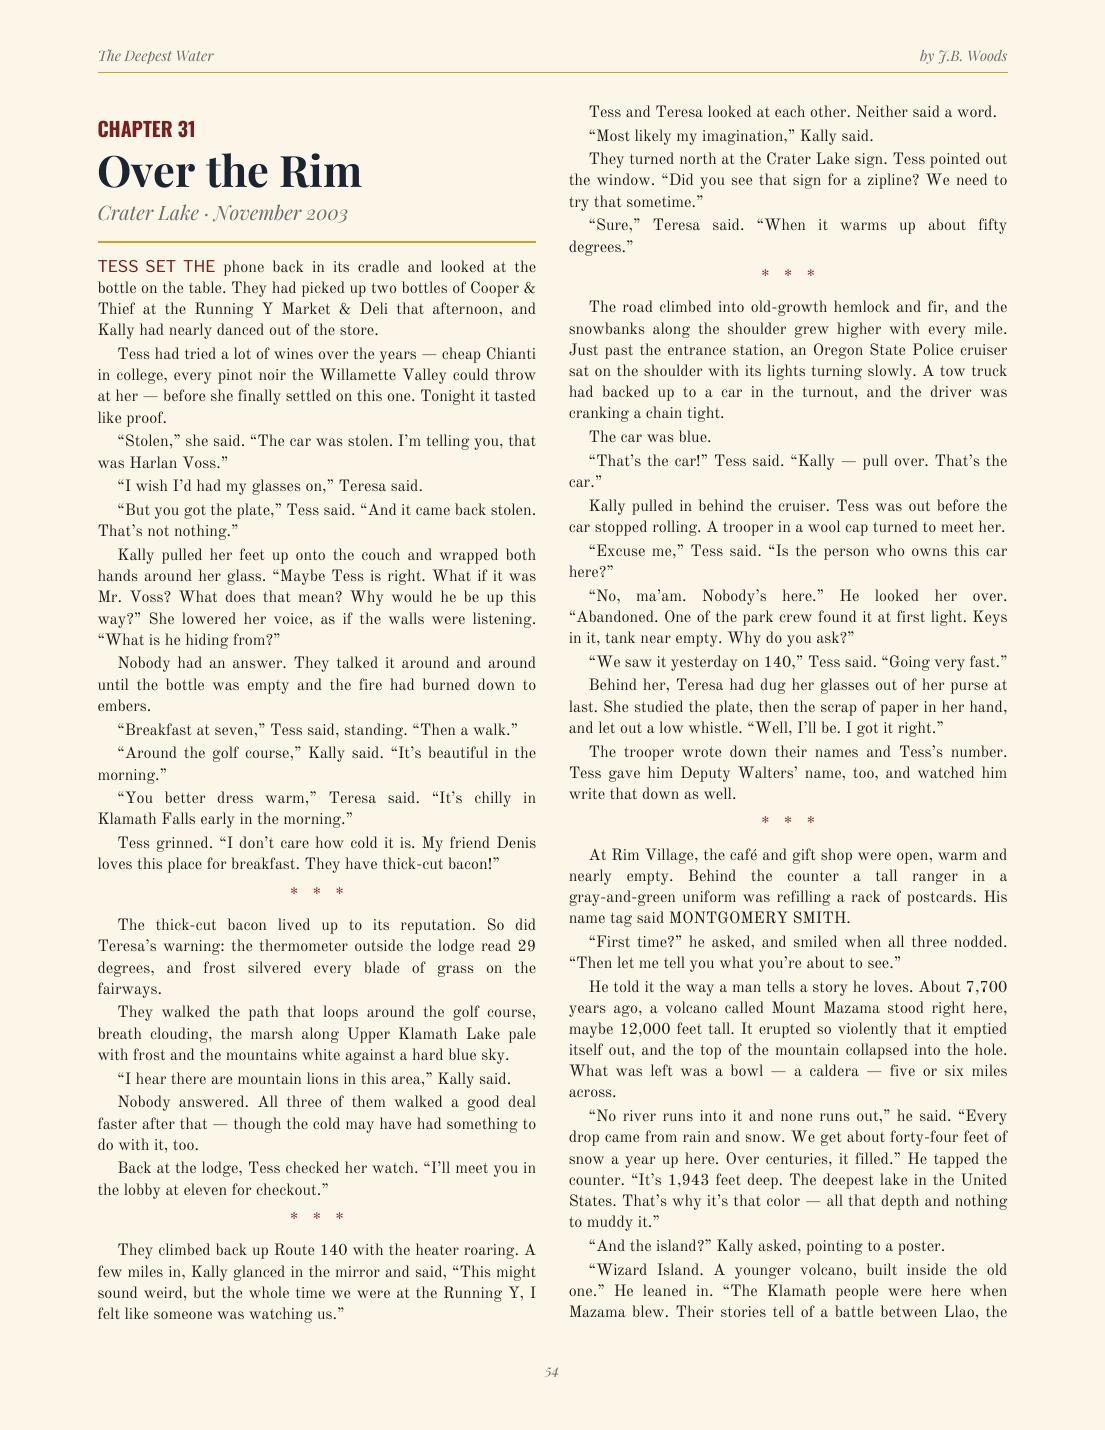 The Deepest Water
by J.B. Woods
CHAPTER 31
Over the Rim
Crater Lake · November 2003
TESS SET THE phone back in its cradle and looked at the
bottle on the table. They had picked up two bottles of Cooper &
Thief at the Running Y Market & Deli that afternoon, and
Kally had nearly danced out of the store.
Tess had tried a lot of wines over the years — cheap Chianti
in college, every pinot noir the Willamette Valley could throw
at her — before she finally settled on this one. Tonight it tasted
like proof.
“Stolen,” she said. “The car was stolen. I’m telling you, that
was Harlan Voss.”
“I wish I’d had my glasses on,” Teresa said.
“But you got the plate,” Tess said. “And it came back stolen.
That’s not nothing.”
Kally pulled her feet up onto the couch and wrapped both
hands around her glass. “Maybe Tess is right. What if it was
Mr. Voss? What does that mean? Why would he be up this
way?” She lowered her voice, as if the walls were listening.
“What is he hiding from?”
Nobody had an answer. They talked it around and around
until the bottle was empty and the fire had burned down to
embers.
“Breakfast at seven,” Tess said, standing. “Then a walk.”
“Around the golf course,” Kally said. “It’s beautiful in the
morning.”
“You better dress warm,” Teresa said. “It’s chilly in
Klamath Falls early in the morning.”
Tess grinned. “I don’t care how cold it is. My friend Denis
loves this place for breakfast. They have thick-cut bacon!”
* * *
The thick-cut bacon lived up to its reputation. So did
Teresa’s warning: the thermometer outside the lodge read 29
degrees, and frost silvered every blade of grass on the
fairways.
They walked the path that loops around the golf course,
breath clouding, the marsh along Upper Klamath Lake pale
with frost and the mountains white against a hard blue sky.
“I hear there are mountain lions in this area,” Kally said.
Nobody answered. All three of them walked a good deal
faster after that — though the cold may have had something to
do with it, too.
Back at the lodge, Tess checked her watch. “I’ll meet you in
the lobby at eleven for checkout.”
* * *
They climbed back up Route 140 with the heater roaring. A
few miles in, Kally glanced in the mirror and said, “This might
sound weird, but the whole time we were at the Running Y, I
felt like someone was watching us.”
Tess and Teresa looked at each other. Neither said a word.
“Most likely my imagination,” Kally said.
They turned north at the Crater Lake sign. Tess pointed out
the window. “Did you see that sign for a zipline? We need to
try that sometime.”
“Sure,” Teresa said. “When it warms up about fifty
degrees.”
* * *
The road climbed into old-growth hemlock and fir, and the
snowbanks along the shoulder grew higher with every mile.
Just past the entrance station, an Oregon State Police cruiser
sat on the shoulder with its lights turning slowly. A tow truck
had backed up to a car in the turnout, and the driver was
cranking a chain tight.
The car was blue.
“That’s the car!” Tess said. “Kally — pull over. That’s the
car.”
Kally pulled in behind the cruiser. Tess was out before the
car stopped rolling. A trooper in a wool cap turned to meet her.
“Excuse me,” Tess said. “Is the person who owns this car
here?”
“No, ma’am. Nobody’s here.” He looked her over.
“Abandoned. One of the park crew found it at first light. Keys
in it, tank near empty. Why do you ask?”
“We saw it yesterday on 140,” Tess said. “Going very fast.”
Behind her, Teresa had dug her glasses out of her purse at
last. She studied the plate, then the scrap of paper in her hand,
and let out a low whistle. “Well, I’ll be. I got it right.”
The trooper wrote down their names and Tess’s number.
Tess gave him Deputy Walters’ name, too, and watched him
write that down as well.
* * *
At Rim Village, the café and gift shop were open, warm and
nearly empty. Behind the counter a tall ranger in a
gray-and-green uniform was refilling a rack of postcards. His
name tag said MONTGOMERY SMITH.
“First time?” he asked, and smiled when all three nodded.
“Then let me tell you what you’re about to see.”
He told it the way a man tells a story he loves. About 7,700
years ago, a volcano called Mount Mazama stood right here,
maybe 12,000 feet tall. It erupted so violently that it emptied
itself out, and the top of the mountain collapsed into the hole.
What was left was a bowl — a caldera — five or six miles
across.
“No river runs into it and none runs out,” he said. “Every
drop came from rain and snow. We get about forty-four feet of
snow a year up here. Over centuries, it filled.” He tapped the
counter. “It’s 1,943 feet deep. The deepest lake in the United
States. That’s why it’s that color — all that depth and nothing
to muddy it.”
“And the island?” Kally asked, pointing to a poster.
“Wizard Island. A younger volcano, built inside the old
one.” He leaned in. “The Klamath people were here when
Mazama blew. Their stories tell of a battle between Llao, the
54